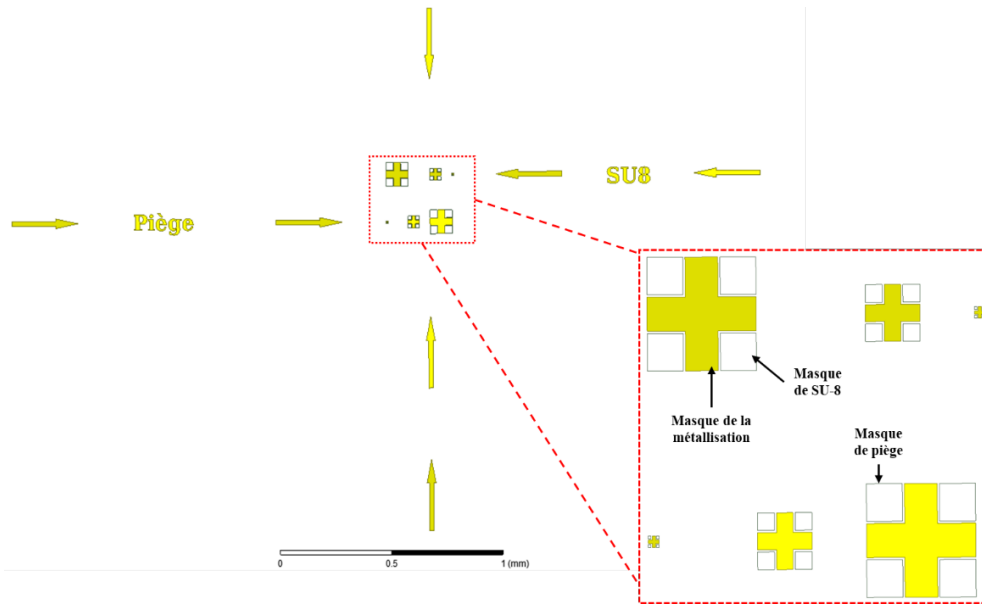 SU8
Piège
Masque
de SU-8
Masque de la
métallisation
Masque
de piège
0 0.5 1 (mm)